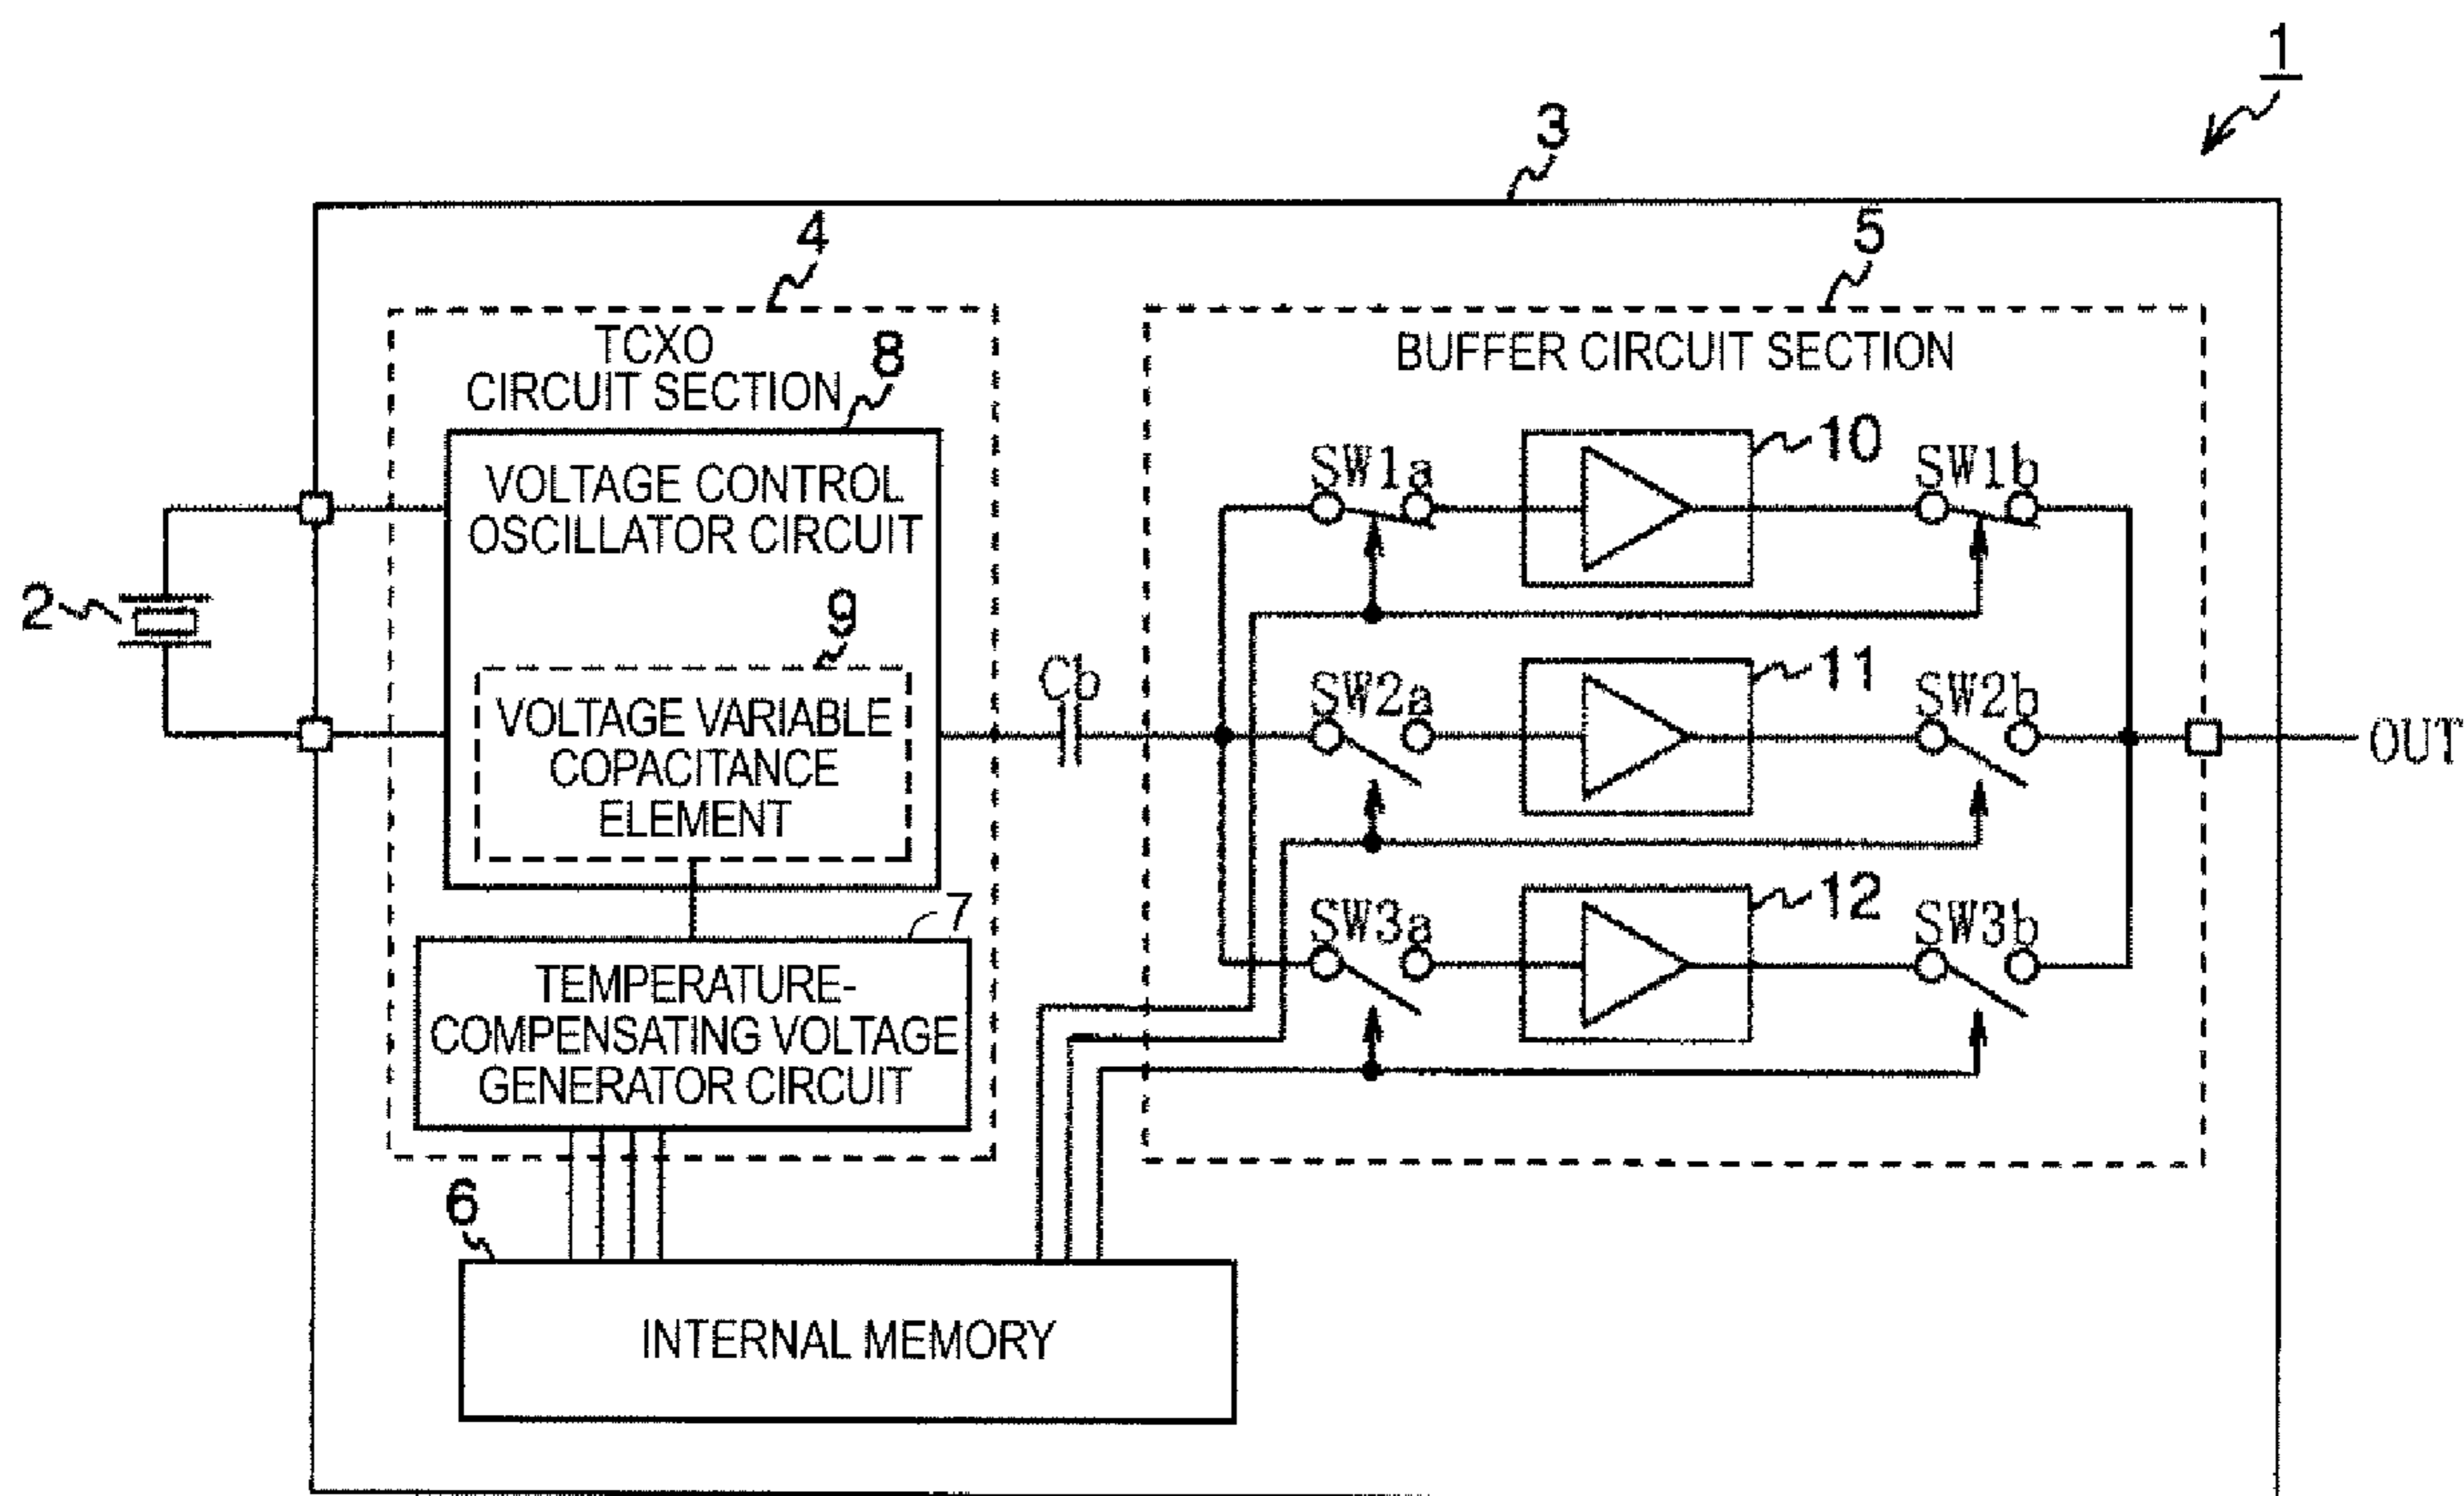 1
3
4
5
TCXO
CIRCUIT SECTION
8
BUFFER CIRCUIT SECTION
VOLTAGE CONTROL
OSCILLATOR CIRCUIT
SW1a
10
SW1b
2
9
VOLTAGE VARIABLE
COPACITANCE
ELEMENT
Cb
SW2a
11
SW2b
OUT
7
TEMPERATURE-
COMPENSATING VOLTAGE
GENERATOR CIRCUIT
SW3a
12
SW3b
6
INTERNAL MEMORY